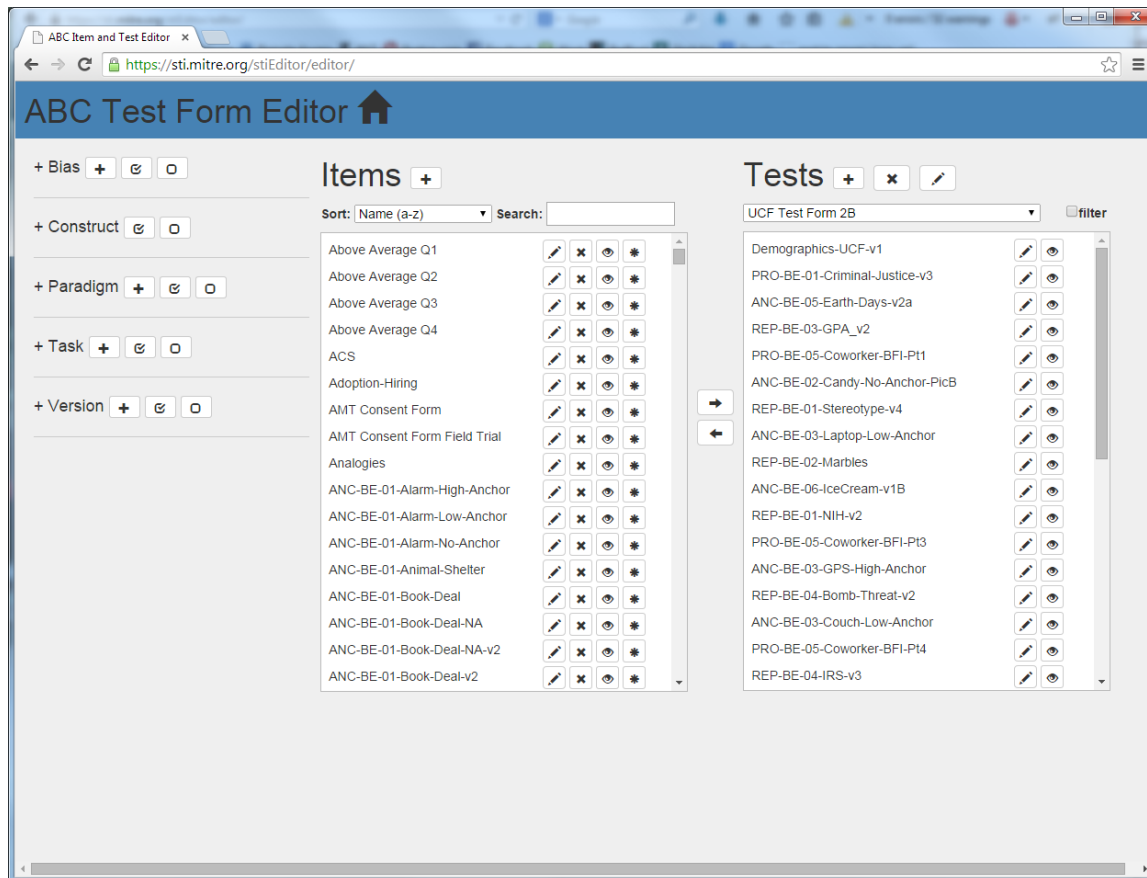 ABC Item and Test Editor
https://sti.mitre.org/stiEditor/editor/
ABC Test Form Editor
+ Bias
+ Construct
+ Paradigm
+ Task
+ Version
Items
Sort: Name (a-z) Search:
Above Average Q1
Above Average Q2
Above Average Q3
Above Average Q4
ACS
Adoption-Hiring
AMT Consent Form
AMT Consent Form Field Trial
Analogies
ANC-BE-01-Alarm-High-Anchor
ANC-BE-01-Alarm-Low-Anchor
ANC-BE-01-Alarm-No-Anchor
ANC-BE-01-Animal-Shelter
ANC-BE-01-Book-Deal
ANC-BE-01-Book-Deal-NA
ANC-BE-01-Book-Deal-NA-v2
ANC-BE-01-Book-Deal-v2
Tests
UCF Test Form 2B filter
Demographics-UCF-v1
PRO-BE-01-Criminal-Justice-v3
ANC-BE-05-Earth-Days-v2a
REP-BE-03-GPA_v2
PRO-BE-05-Coworker-BFI-Pt1
ANC-BE-02-Candy-No-Anchor-PicB
REP-BE-01-Stereotype-v4
ANC-BE-03-Laptop-Low-Anchor
REP-BE-02-Marbles
ANC-BE-06-IceCream-v1B
REP-BE-01-NIH-v2
PRO-BE-05-Coworker-BFI-Pt3
ANC-BE-03-GPS-High-Anchor
REP-BE-04-Bomb-Threat-v2
ANC-BE-03-Couch-Low-Anchor
PRO-BE-05-Coworker-BFI-Pt4
REP-BE-04-IRS-v3